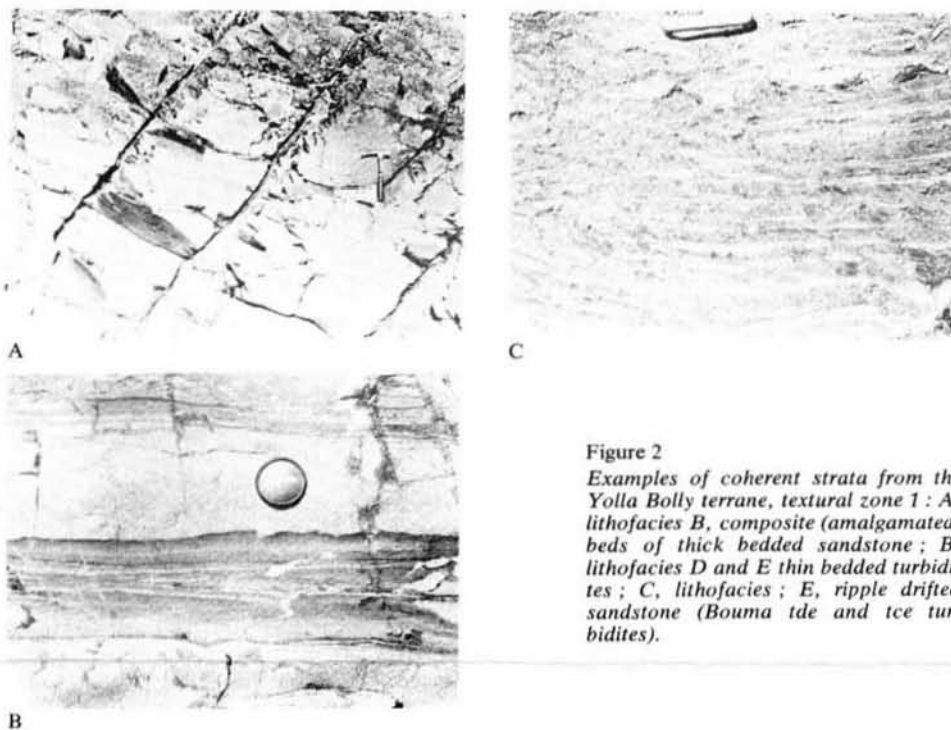 A
C
B
Figure 2
Examples of coherent strata from th
Yolla Bolly terrane, textural zone 1 : A
lithofacies B, composite (amalgamated
beds of thick bedded sandstone ; B
lithofacies D and E thin bedded turbidi
tes ; C, lithofacies ; E, ripple drifted
sandstone (Bouma tde and tce tur
bidites).